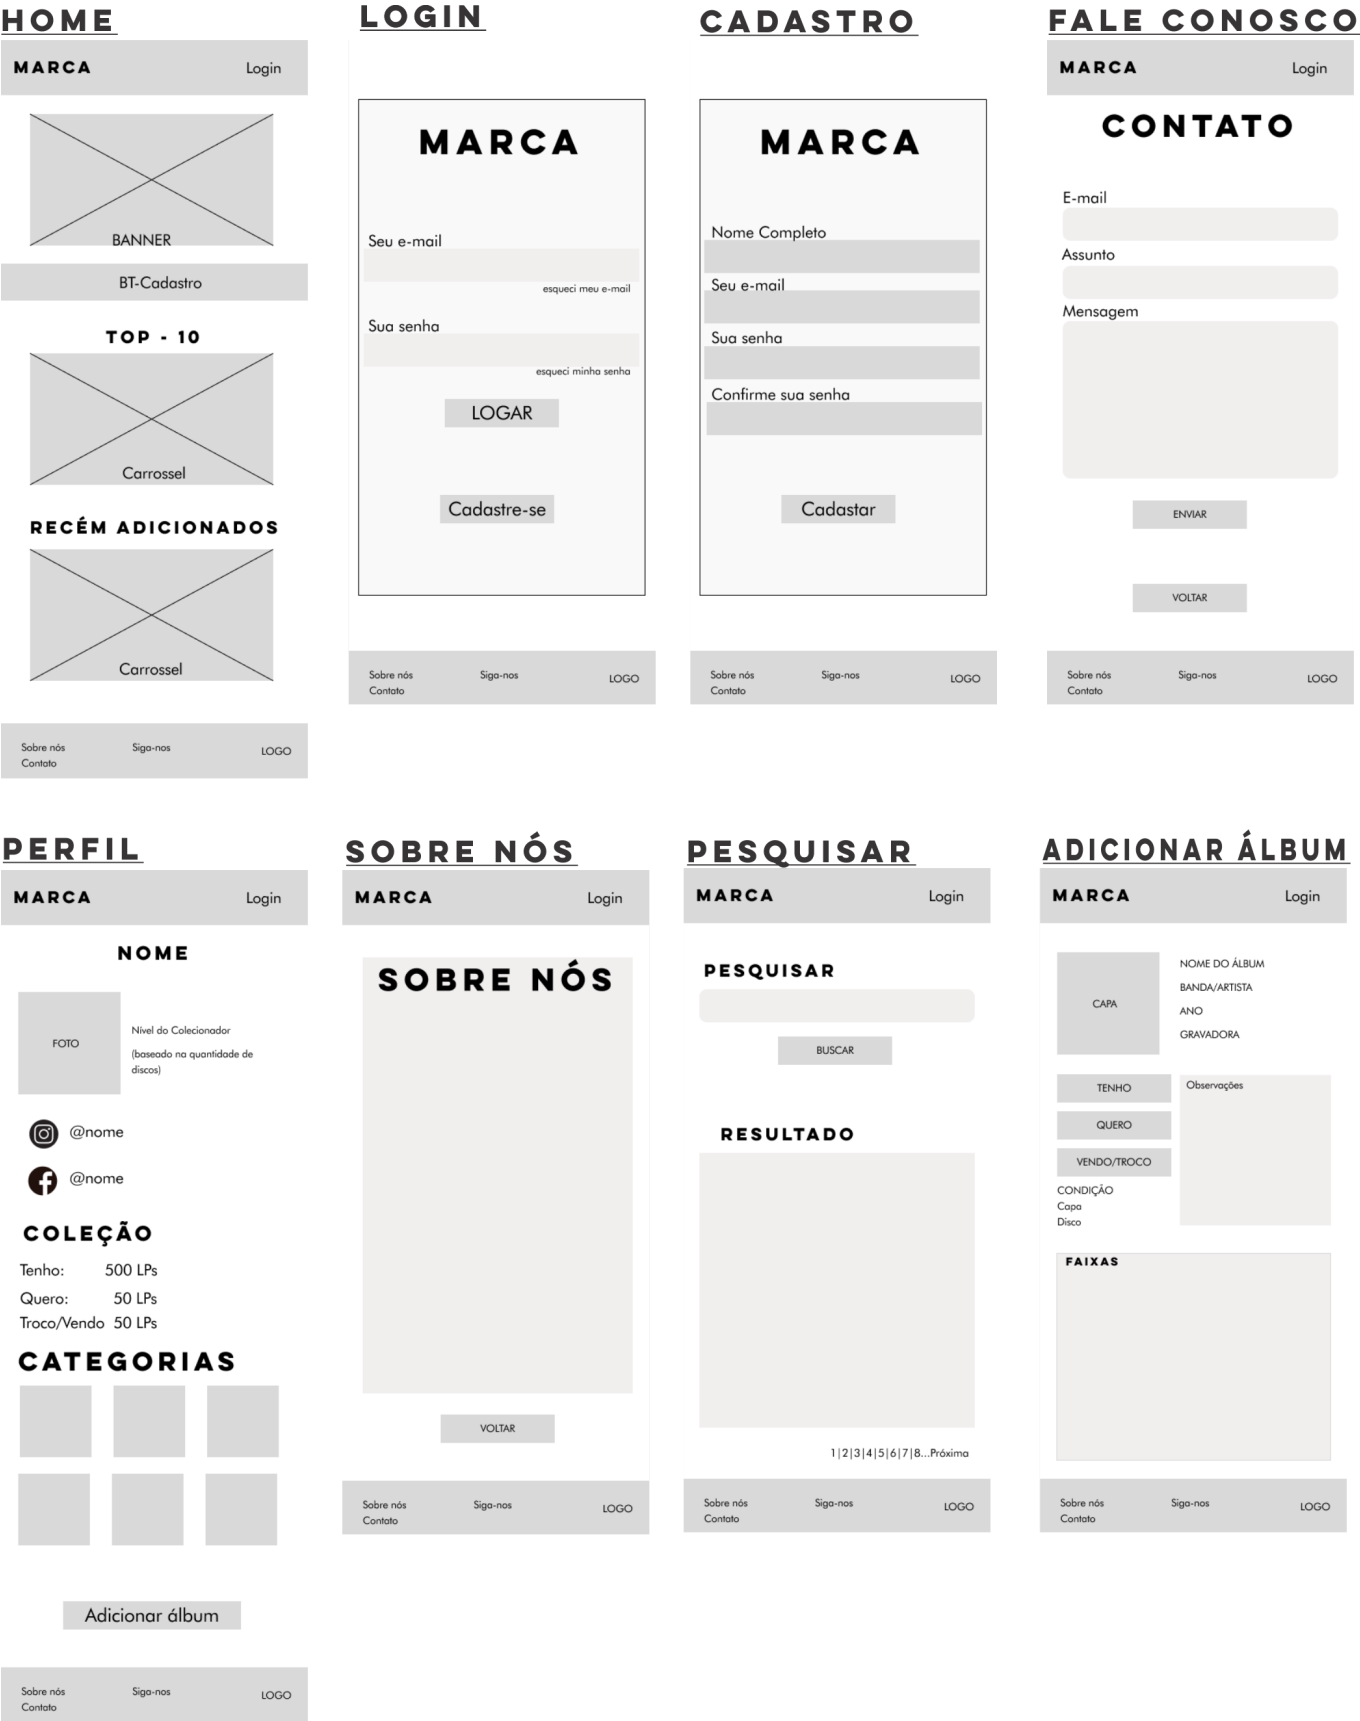 HOME
MARCA
Login
BANNER
BT-Cadastro
TOP - 10
Carrossel
RECÉM ADICIONADOS
Carrossel
Sobre nós
Siga-nos
LOGO
Contato
LOGIN
MARCA
Seu e-mail
esqueci meu e-mail
Sua senha
esqueci minha senha
LOGAR
Cadastre-se
Sobre nós
Siga-nos
LOGO
Contato
CADASTRO
MARCA
Nome Completo
Seu e-mail
Sua senha
Confirme sua senha
Cadastar
Sobre nós
Siga-nos
LOGO
Contato
FALE CONOSCO
MARCA
Login
CONTATO
E-mail
Assunto
Mensagem
ENVIAR
VOLTAR
Sobre nós
Siga-nos
LOGO
Contato
PERFIL
MARCA
Login
NOME
FOTO
Nível do Colecionador
(baseado na quantidade de
discos)
@nome
@nome
COLEÇÃO
Tenho: 500 LPs
Quero: 50 LPs
Troco/Vendo 50 LPs
CATEGORIAS
Adicionar álbum
Sobre nós
Siga-nos
LOGO
Contato
SOBRE NÓS
MARCA
Login
SOBRE NÓS
VOLTAR
Sobre nós
Siga-nos
LOGO
Contato
PESQUISAR
MARCA
Login
PESQUISAR
BUSCAR
RESULTADO
1|2|3|4|5|6|7|8...Próxima
Sobre nós
Siga-nos
LOGO
Contato
ADICIONAR ÁLBUM
MARCA
Login
CAPA
NOME DO ÁLBUM
BANDA/ARTISTA
ANO
GRAVADORA
TENHO
QUERO
VENDO/TROCO
Observações
CONDIÇÃO
Capa
Disco
FAIXAS
Sobre nós
Siga-nos
LOGO
Contato